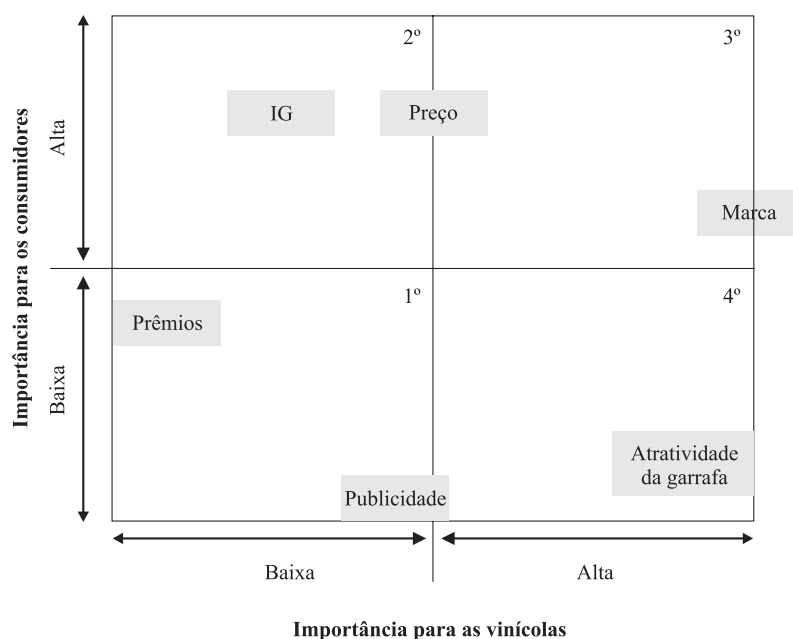 2º
3º
IG
Preço
Alta
Marca
Importância para os consumidores
1º
4º
Prêmios
Baixa
Atratividade
da garrafa
Publicidade
Baixa
Alta
Importância para as vinícolas